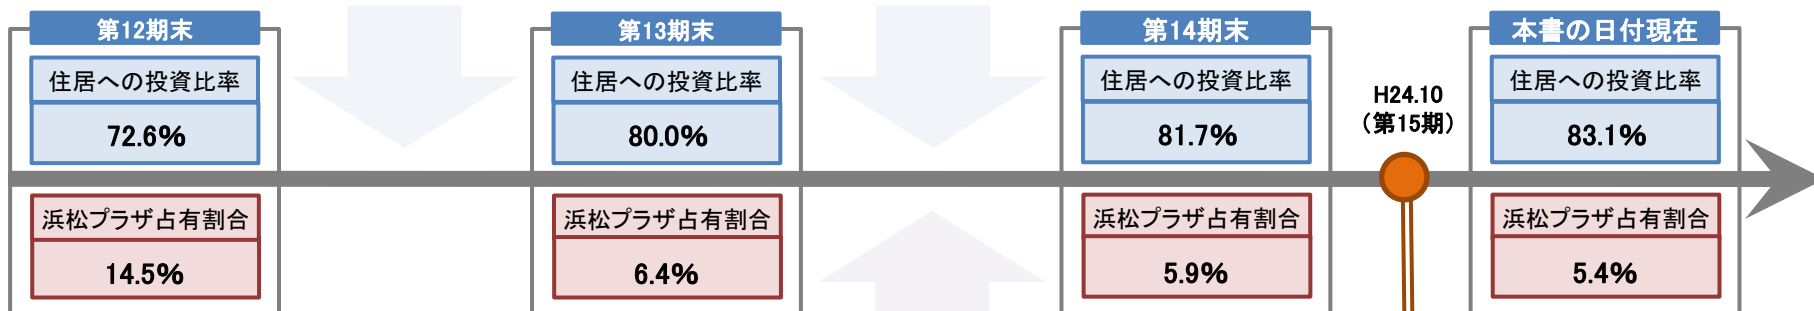 第12期末
住居への投資比率
72.6%
浜松プラザ占有割合
14.5%
第13期末
住居への投資比率
80.0%
浜松プラザ占有割合
6.4%
第14期末
住居への投資比率
81.7%
浜松プラザ占有割合
5.9%
H24.10
（第15期）
本書の日付現在
住居への投資比率
83.1%
浜松プラザ占有割合
5.4%